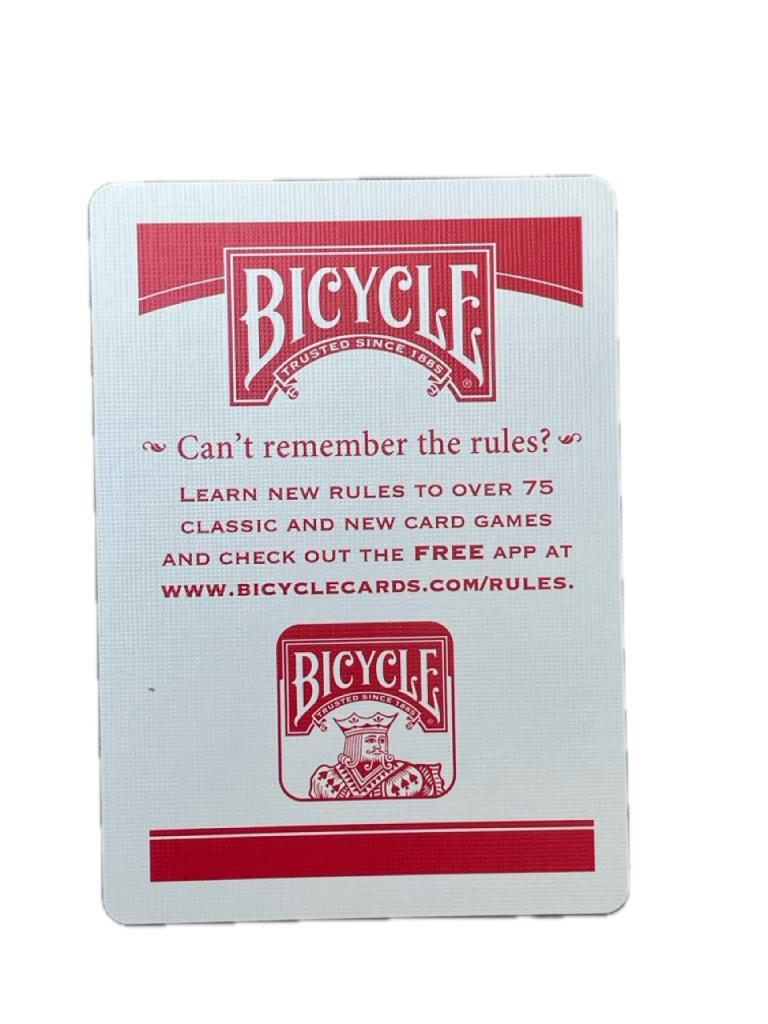 BICYCLE
®
TRUSTED SINCE 1885
Can't remember the rules?
LEARN NEW RULES TO OVER 75
CLASSIC AND NEW CARD GAMES
AND CHECK OUT THE FREE APP AT
WWW.BICYCLECARDS.COM/RULES.
BICYCLE
®
TRUSTED SINCE 1885